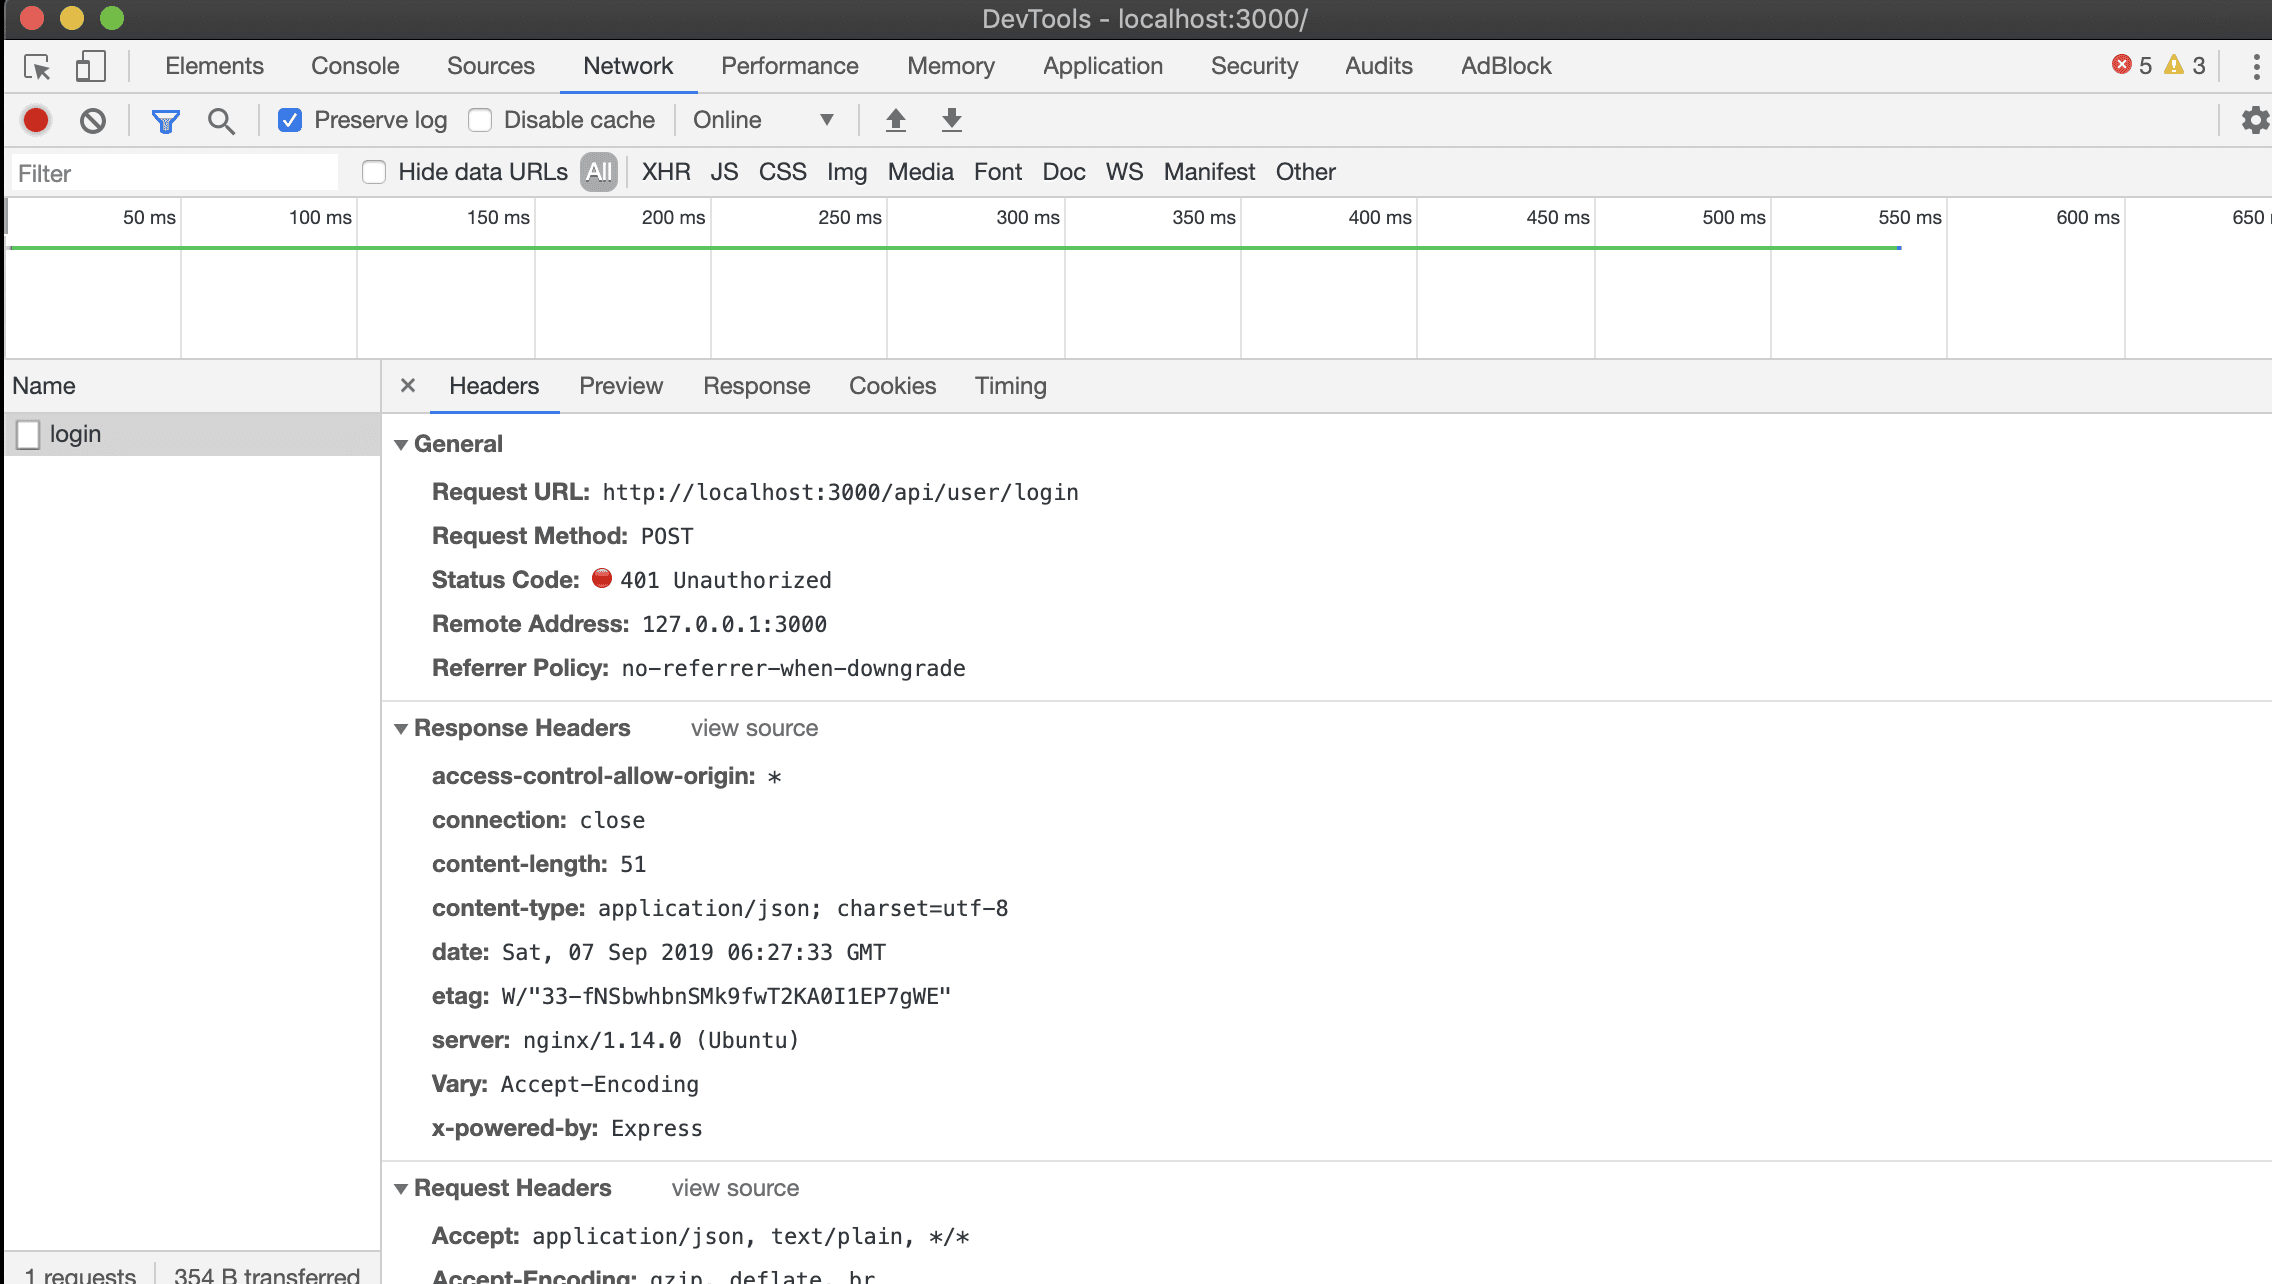 DevTools - localhost:3000/
Elements Console Sources Network Performance Memory Application Security Audits AdBlock 5 3
Preserve log Disable cache Online
Filter Hide data URLs All XHR JS CSS Img Media Font Doc WS Manifest Other
50 ms 100 ms 150 ms 200 ms 250 ms 300 ms 350 ms 400 ms 450 ms 500 ms 550 ms 600 ms 650
Name
login
× Headers Preview Response Cookies Timing
General
Request URL: http://localhost:3000/api/user/login
Request Method: POST
Status Code: 401 Unauthorized
Remote Address: 127.0.0.1:3000
Referrer Policy: no-referrer-when-downgrade
Response Headers view source
access-control-allow-origin: *
connection: close
content-length: 51
content-type: application/json; charset=utf-8
date: Sat, 07 Sep 2019 06:27:33 GMT
etag: W/"33-fNSbwhbnSMk9fwT2KA0I1EP7gWE"
server: nginx/1.14.0 (Ubuntu)
Vary: Accept-Encoding
x-powered-by: Express
Request Headers view source
Accept: application/json, text/plain, */*
Accept-Encoding: gzip, deflate, br
1 requests 354 B transferred